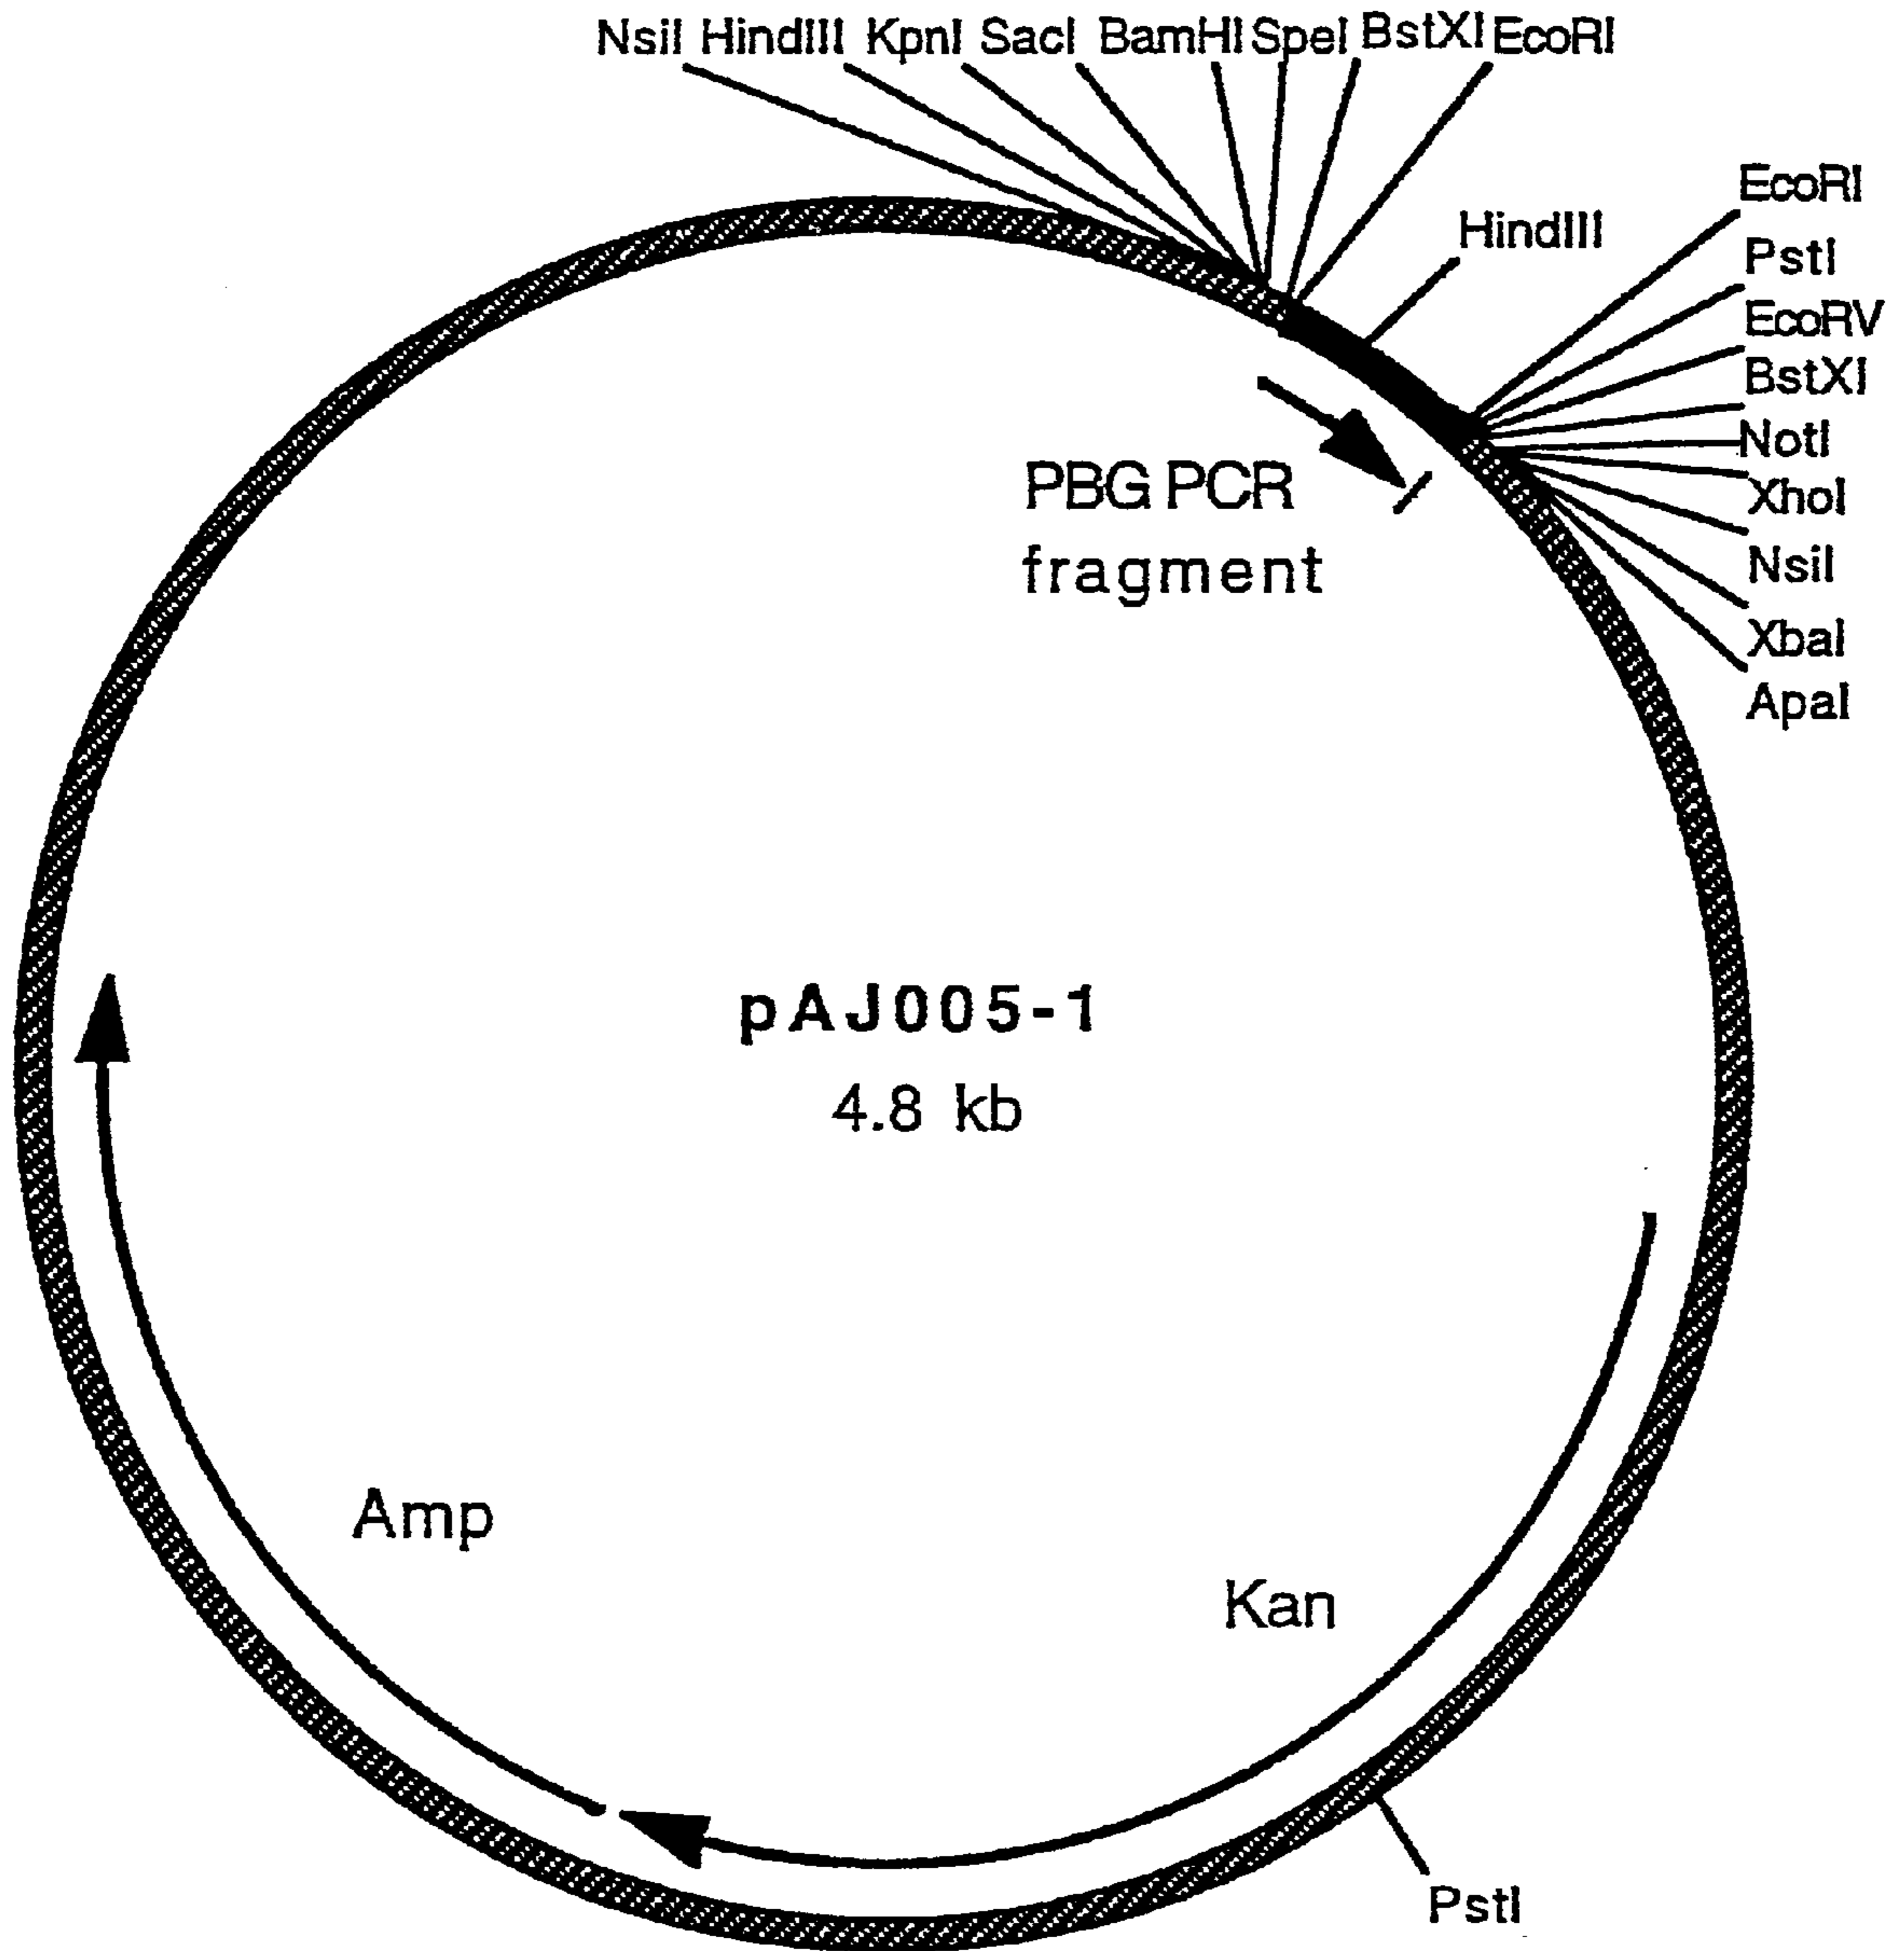 NsiI HindIII KpnI SacI BamHI SpeI BstXI EcoRI
EcoRI
HindIII
PstI
EcoRV
BstXI
NotI
XhoI
NsiI
XbaI
ApaI
PBG PCR
fragment
pAJ005-1
4.8 kb
Amp
Kan
PstI